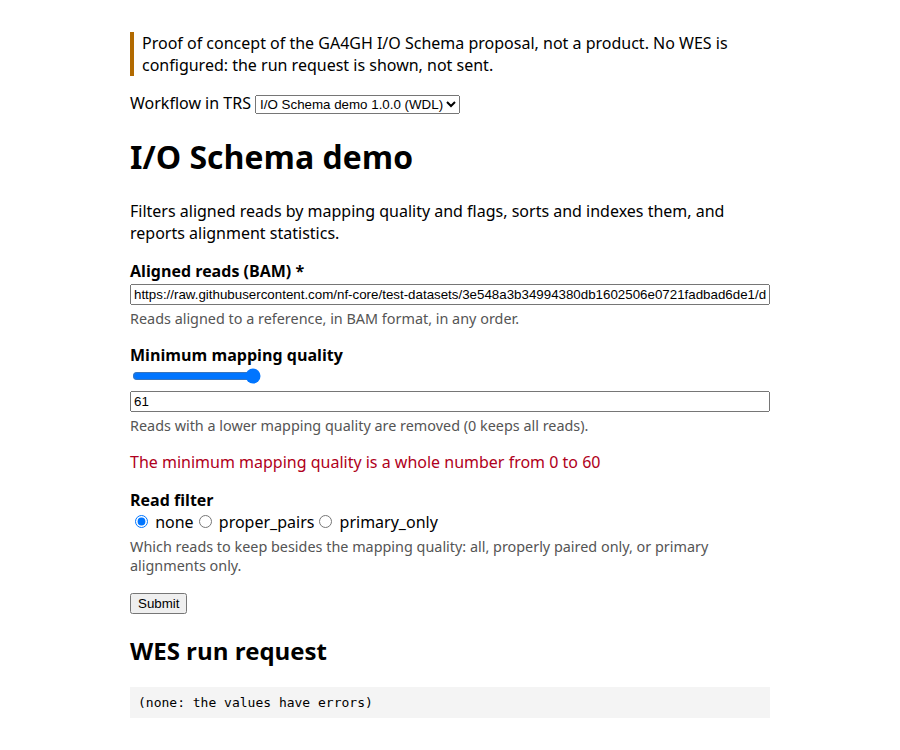 Proof of concept of the GA4GH I/O Schema proposal, not a product. No WES is
configured: the run request is shown, not sent.
Workflow in TRS I/O Schema demo 1.0.0 (WDL)
I/O Schema demo
Filters aligned reads by mapping quality and flags, sorts and indexes them, and
reports alignment statistics.
Aligned reads (BAM) *
https://raw.githubusercontent.com/nf-core/test-datasets/3e548a3b34994380db1602506e0721fadbad6de1/d
Reads aligned to a reference, in BAM format, in any order.
Minimum mapping quality
61
Reads with a lower mapping quality are removed (0 keeps all reads).
The minimum mapping quality is a whole number from 0 to 60
Read filter
none proper_pairs primary_only
Which reads to keep besides the mapping quality: all, properly paired only, or primary
alignments only.
Submit
WES run request
(none: the values have errors)